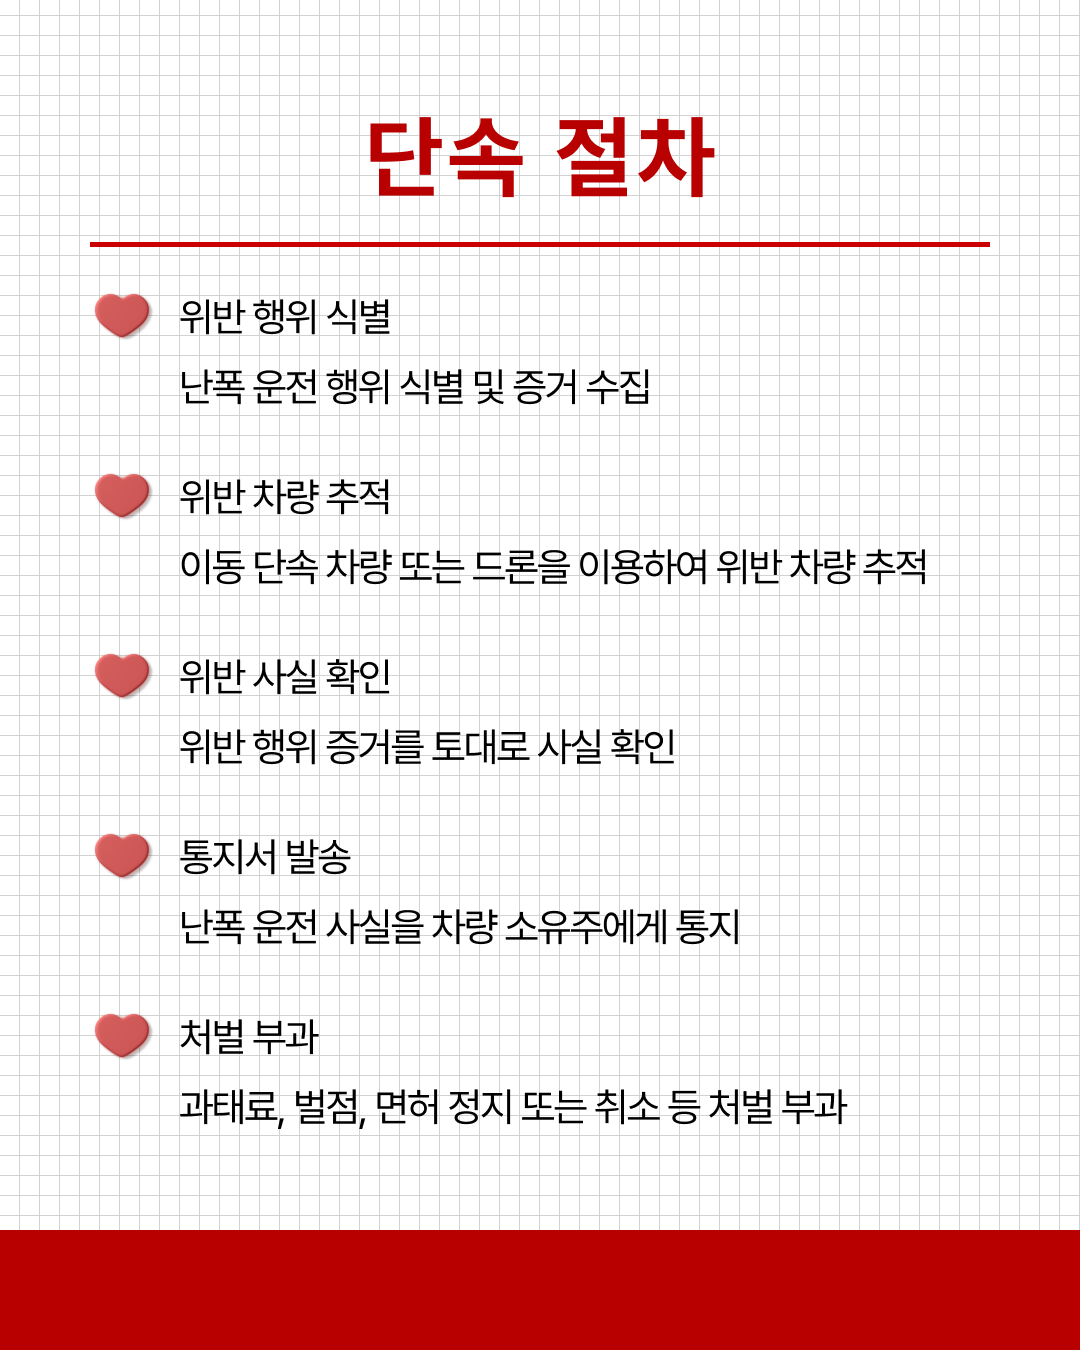 단속 절차
위반 행위 식별
난폭 운전 행위 식별 및 증거 수집
위반 차량 추적
이동 단속 차량 또는 드론을 이용하여 위반 차량 추적
위반 사실 확인
위반 행위 증거를 토대로 사실 확인
통지서 발송
난폭 운전 사실을 차량 소유주에게 통지
처벌 부과
과태료, 벌점, 면허 정지 또는 취소 등 처벌 부과